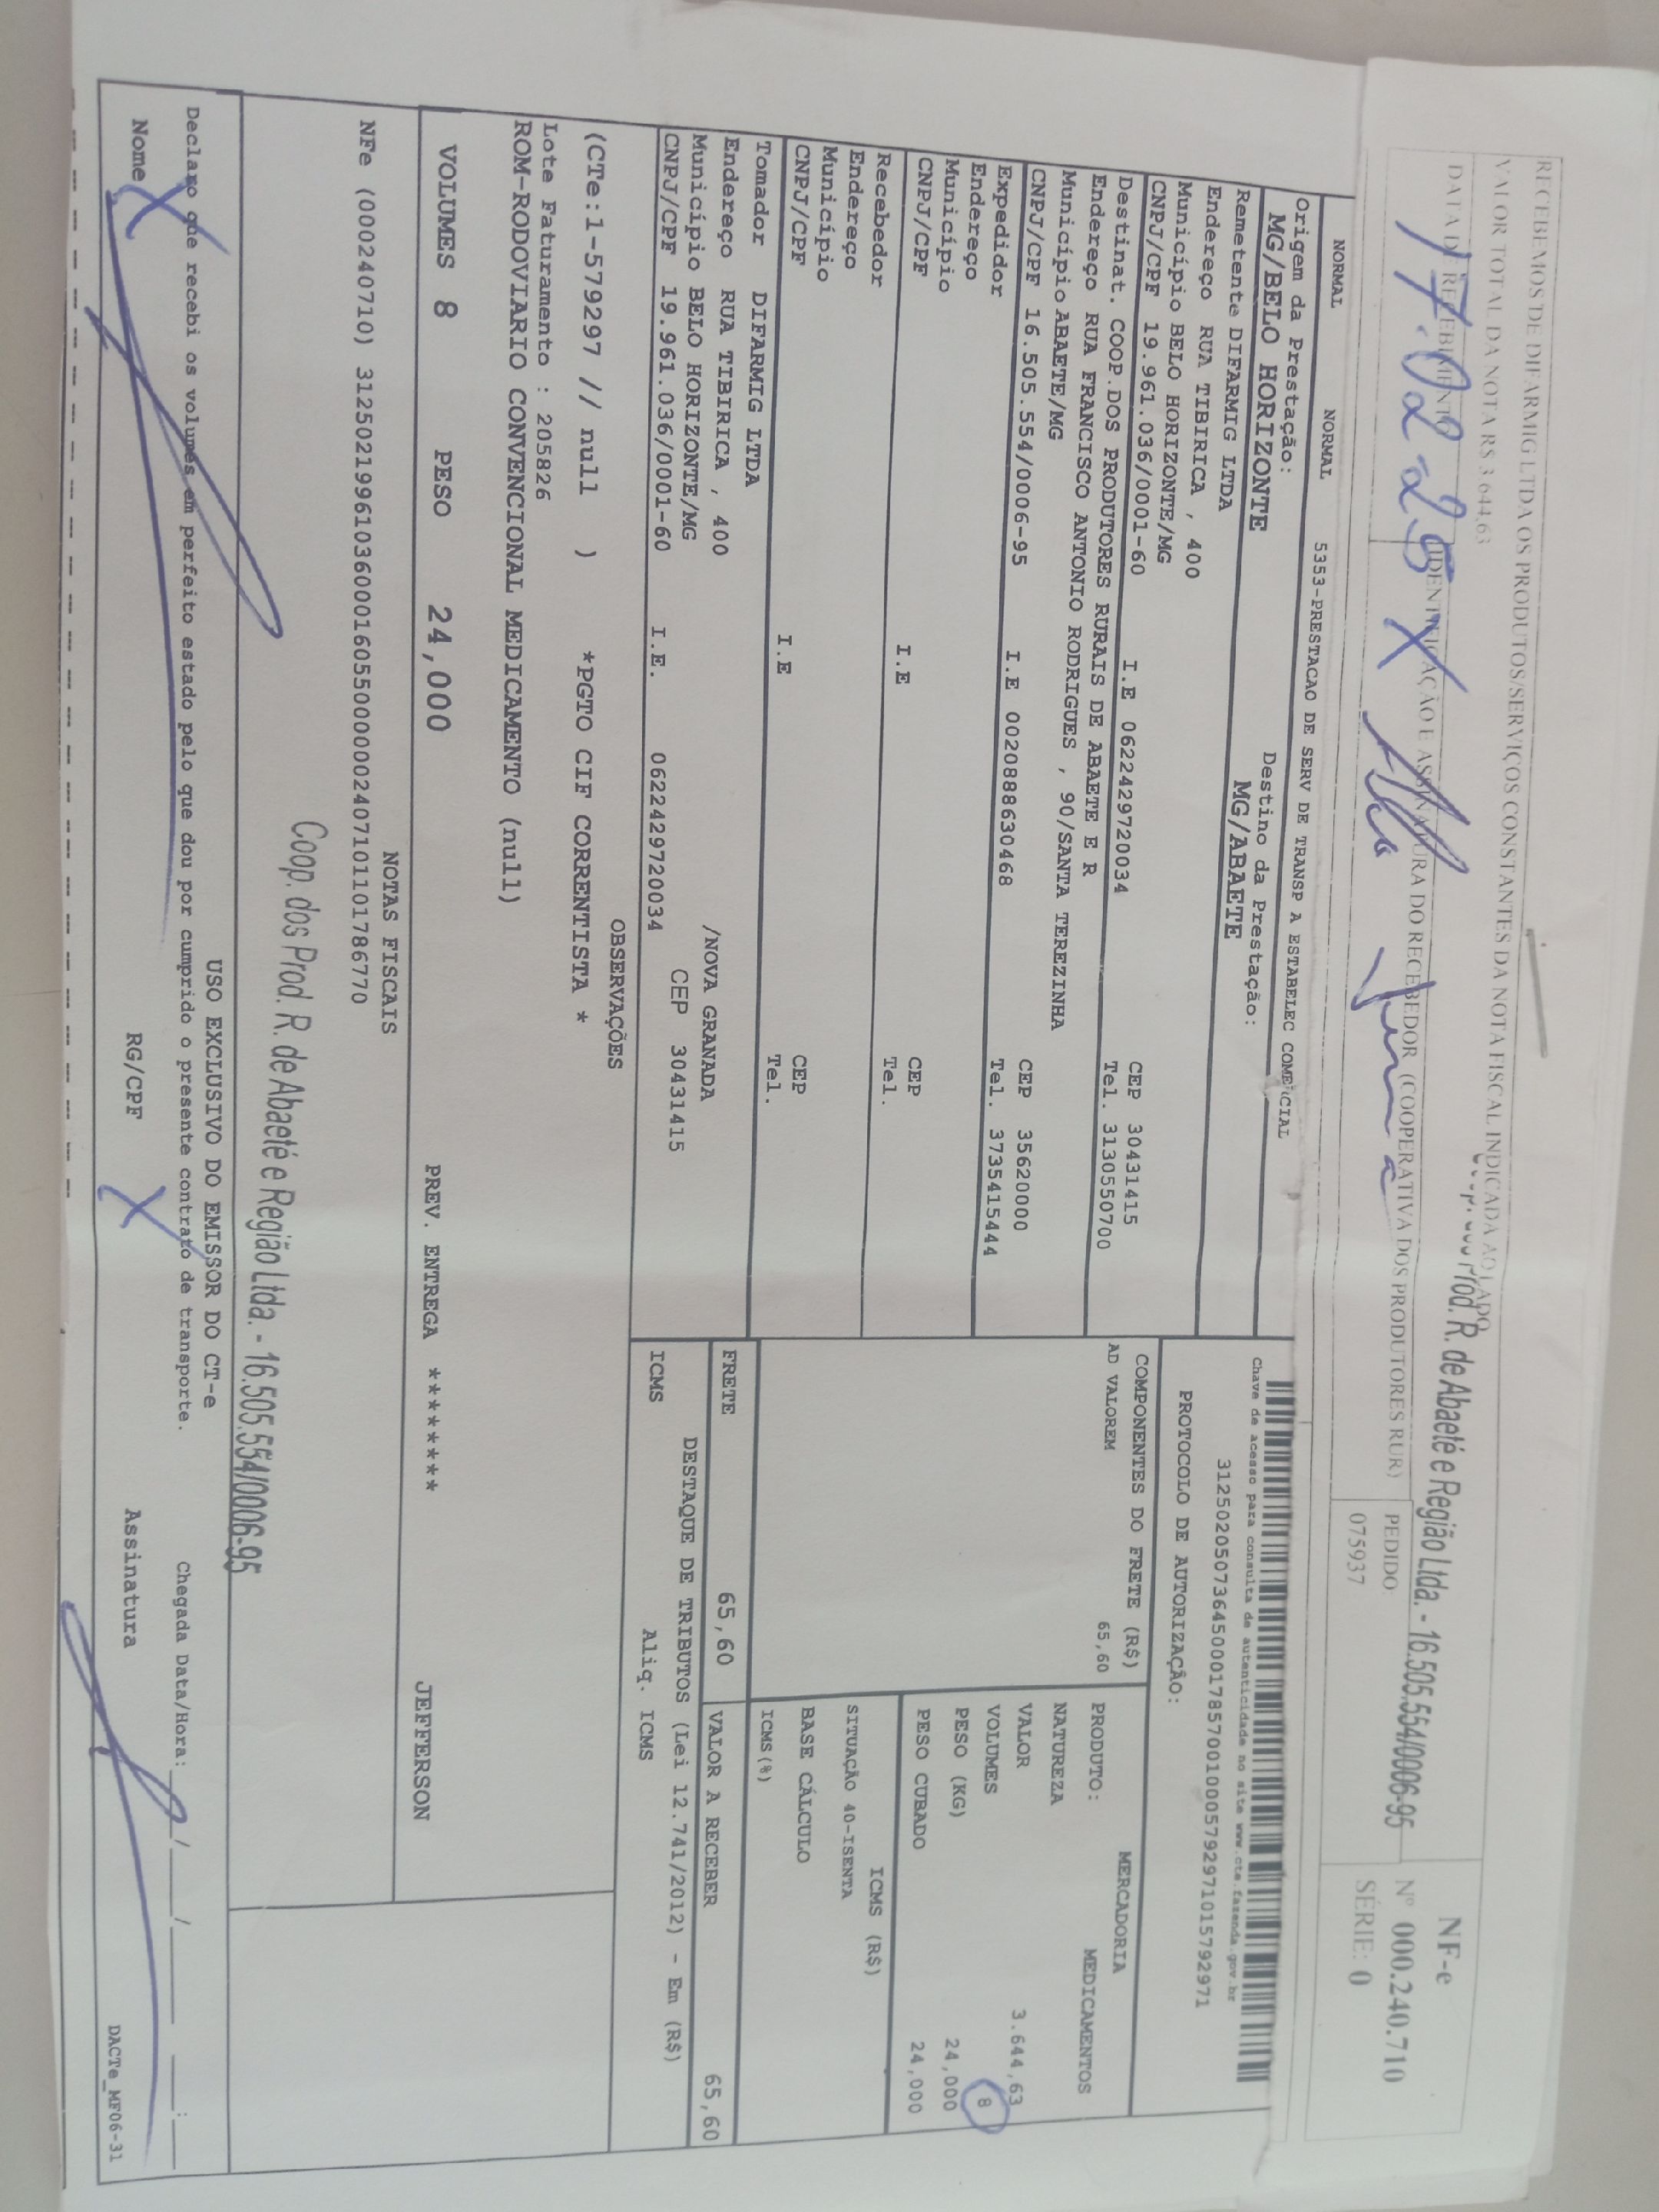 RECEBEMOS DE DIFARMIG LTDA OS PRODUTOS/SERVIÇOS CONSTANTES DA NOTA FISCAL INDICADA AO LADO
VALOR TOTAL DA NOTA R$ 3.644,63
Coop. dos Prod. R. de Abaeté e Região Ltda. - 16.505.554/0006-95
DATA DE RECEBIMENTO
IDENTIFICAÇÃO E ASSINATURA DO RECEBEDOR (COOPERATIVA DOS PRODUTORES RUR)
17.02-25 X
PEDIDO
075937
NF-e
Nº 000.240.710
SÉRIE: 0
NORMAL NORMAL 5353-PRESTACAO DE SERV DE TRANSP A ESTABELEC COMERCIAL
Origem da Prestação: Destino da Prestação:
MG/BELO HORIZONTE MG/ABAETE
Remetente DIFARMIG LTDA
Endereço RUA TIBIRICA , 400
Município BELO HORIZONTE/MG CEP 30431415
CNPJ/CPF 19.961.036/0001-60 I.E 0622429720034 Tel. 3130550700
Destinat. COOP.DOS PRODUTORES RURAIS DE ABAETE E R
Endereço RUA FRANCISCO ANTONIO RODRIGUES , 90/SANTA TEREZINHA
Município ABAETE/MG CEP 35620000
CNPJ/CPF 16.505.554/0006-95 I.E 0020888630468 Tel. 3735415444
Expedidor
Endereço
Município CEP
CNPJ/CPF I.E Tel.
Recebedor
Endereço
Município CEP
CNPJ/CPF I.E Tel.
Tomador DIFARMIG LTDA
Endereço RUA TIBIRICA , 400 /NOVA GRANADA
Município BELO HORIZONTE/MG CEP 30431415
CNPJ/CPF 19.961.036/0001-60 I.E. 0622429720034
Chave de acesso para consulta de autenticidade no site www.cte.fazenda.gov.br
31250205073645000178570010005792971015792971
PROTOCOLO DE AUTORIZAÇÃO:
COMPONENTES DO FRETE (R$)
AD VALOREM 65,60
MERCADORIA
PRODUTO: MEDICAMENTOS
NATUREZA
VALOR 3.644,63
VOLUMES 8
PESO (KG) 24,000
PESO CUBADO 24,000
ICMS (R$)
SITUAÇÃO 40-ISENTA
BASE CÁLCULO
ICMS(%)
FRETE 65,60 VALOR A RECEBER 65,60
DESTAQUE DE TRIBUTOS (Lei 12.741/2012) - Em (R$)
ICMS Aliq. ICMS
OBSERVAÇÕES
(CTe:1-579297 // null ) *PGTO CIF CORRENTISTA *
Lote Faturamento : 205826
ROM-RODOVIARIO CONVENCIONAL MEDICAMENTO (null)
VOLUMES 8 PESO 24,000 PREV. ENTREGA ******** JEFFERSON
NOTAS FISCAIS
NFe (000240710) 31250219961036000160550000002407101101786770
Coop. dos Prod. R. de Abaeté e Região Ltda. - 16.505.554/0006-95
USO EXCLUSIVO DO EMISSOR DO CT-e
Declaro que recebi os volumes em perfeito estado pelo que dou por cumprido o presente contrato de transporte. Chegada Data/Hora:___/___/____ ___:___
Nome X RG/CPF X Assinatura
DACTe_MF06-31